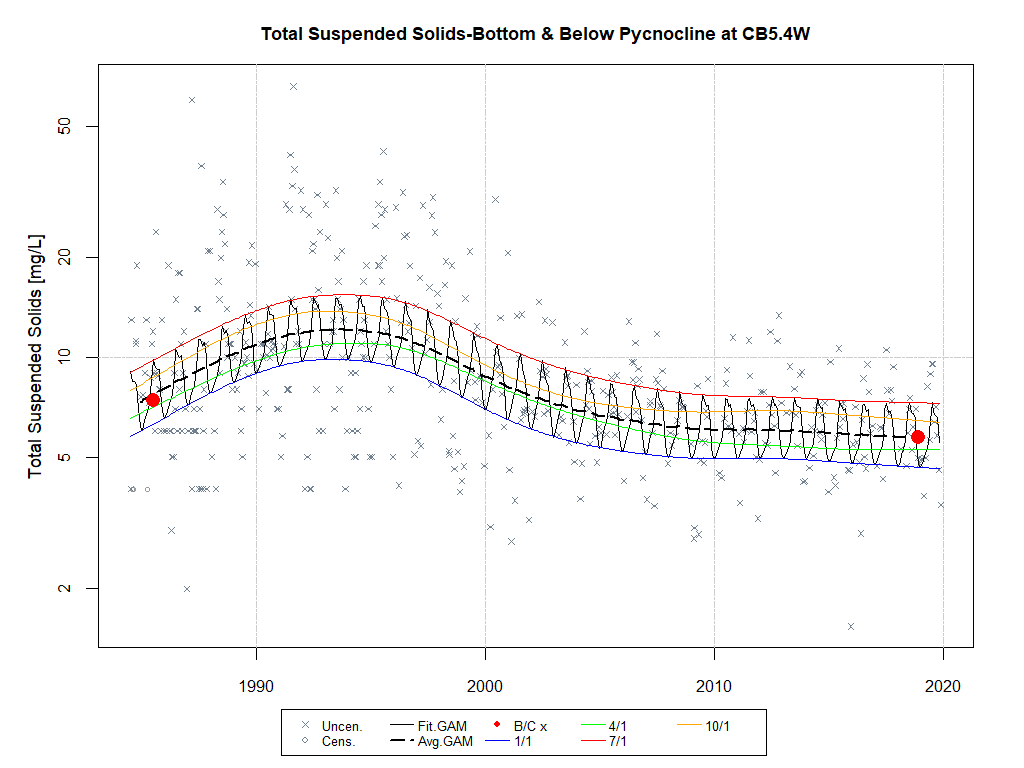 Total Suspended Solids-Bottom & Below Pycnocline at CB5.4W
Total Suspended Solids [mg/L]
50
20
10
5
2
1990 2000 2010 2020
Uncen. Fit.GAM B/C x 4/1 10/1
Cens. Avg.GAM 1/1 7/1